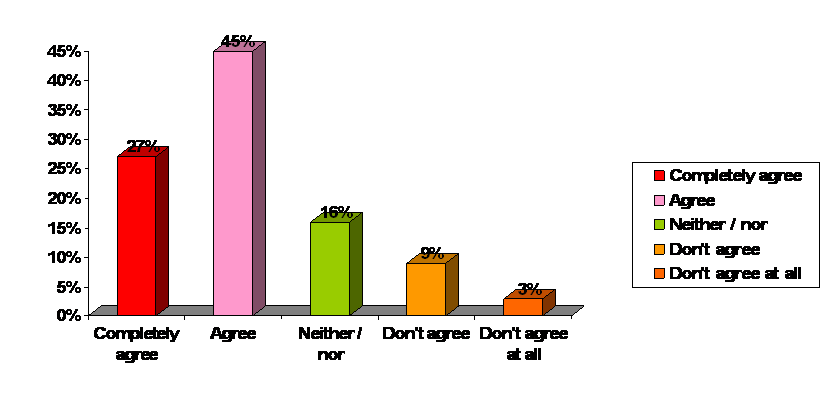 45%
45%
40%
35%
30%
27%
25%
20%
16%
15%
10%
9%
5%
3%
0%
Completely agree
Agree
Neither / nor
Don't agree
Don't agree at all
Completely
agree
Agree
Neither /
nor
Don't agree
Don't agree
at all